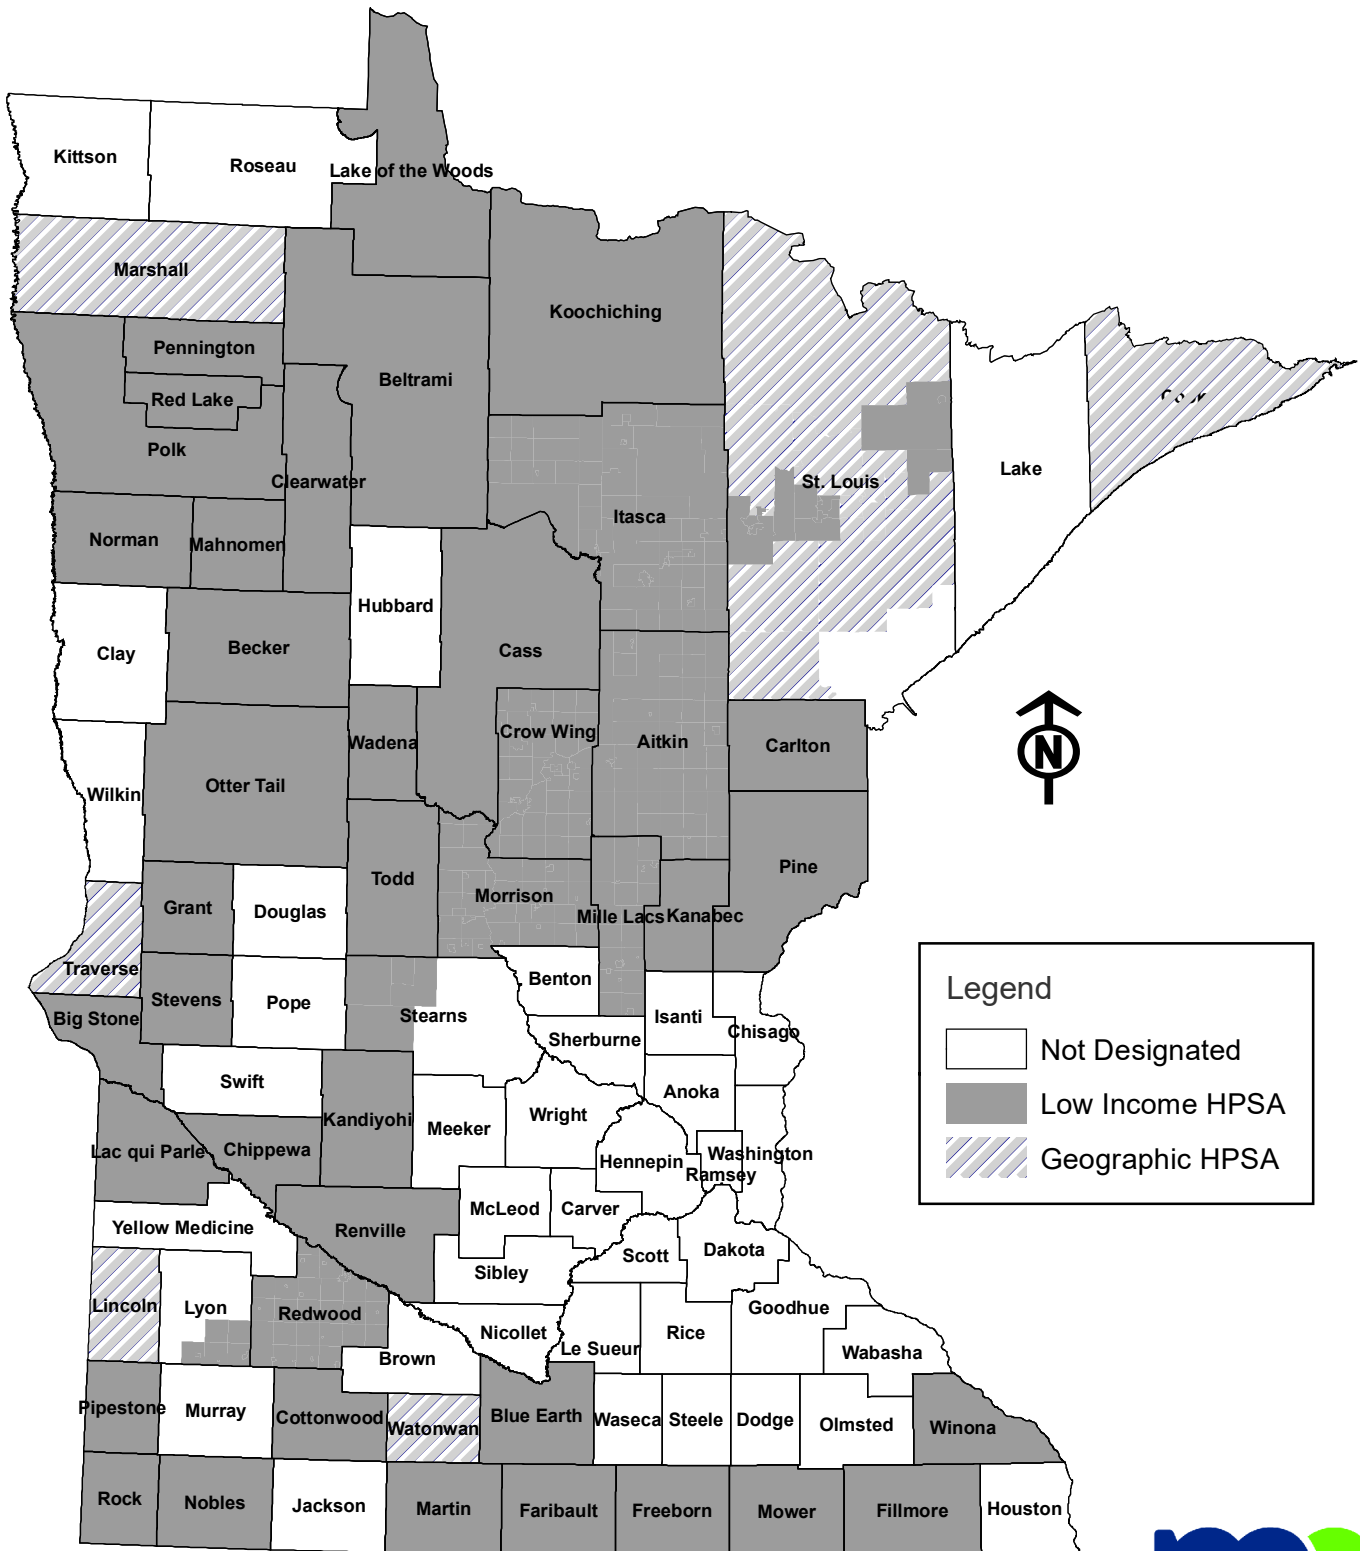 Kittson
Roseau
Lake of the Woods
Marshall
Koochiching
Pennington
Beltrami
Red Lake
Polk
Clearwater
St. Louis
Lake
Itasca
Norman
Mahnomen
Hubbard
Clay
Becker
Cass
Crow Wing
Aitkin
Wadena
Carlton
N
Otter Tail
Wilkin
Pine
Todd
Morrison
Grant
Douglas
Mille Lacs
Kanabec
Traverse
Benton
Stevens
Pope
Stearns
Isanti
Big Stone
Chisago
Sherburne
Swift
Anoka
Kandiyohi
Wright
Meeker
Lac qui Parle
Chippewa
Hennepin
Washington
Ramsey
McLeod
Carver
Yellow Medicine
Renville
Scott
Dakota
Sibley
Lincoln
Lyon
Redwood
Goodhue
Nicollet
Rice
Le Sueur
Brown
Wabasha
Pipestone
Murray
Cottonwood
Watonwan
Blue Earth
Waseca
Steele
Dodge
Olmsted
Winona
Rock
Nobles
Jackson
Martin
Faribault
Freeborn
Mower
Fillmore
Houston
Legend
Not Designated
Low Income HPSA
Geographic HPSA